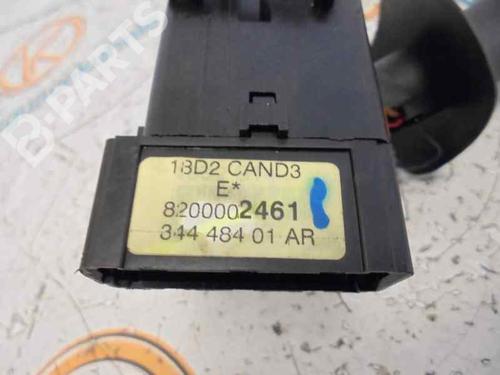 18D2 CAND3
E*
8200002461
344 484 01 AR
B-PARTS